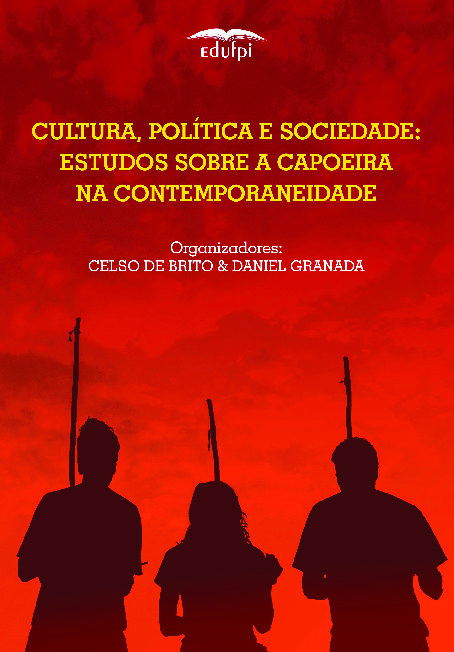 EDUFPI
CULTURA, POLÍTICA E SOCIEDADE:
ESTUDOS SOBRE A CAPOEIRA
NA CONTEMPORANEIDADE
Organizadores:
CELSO DE BRITO & DANIEL GRANADA